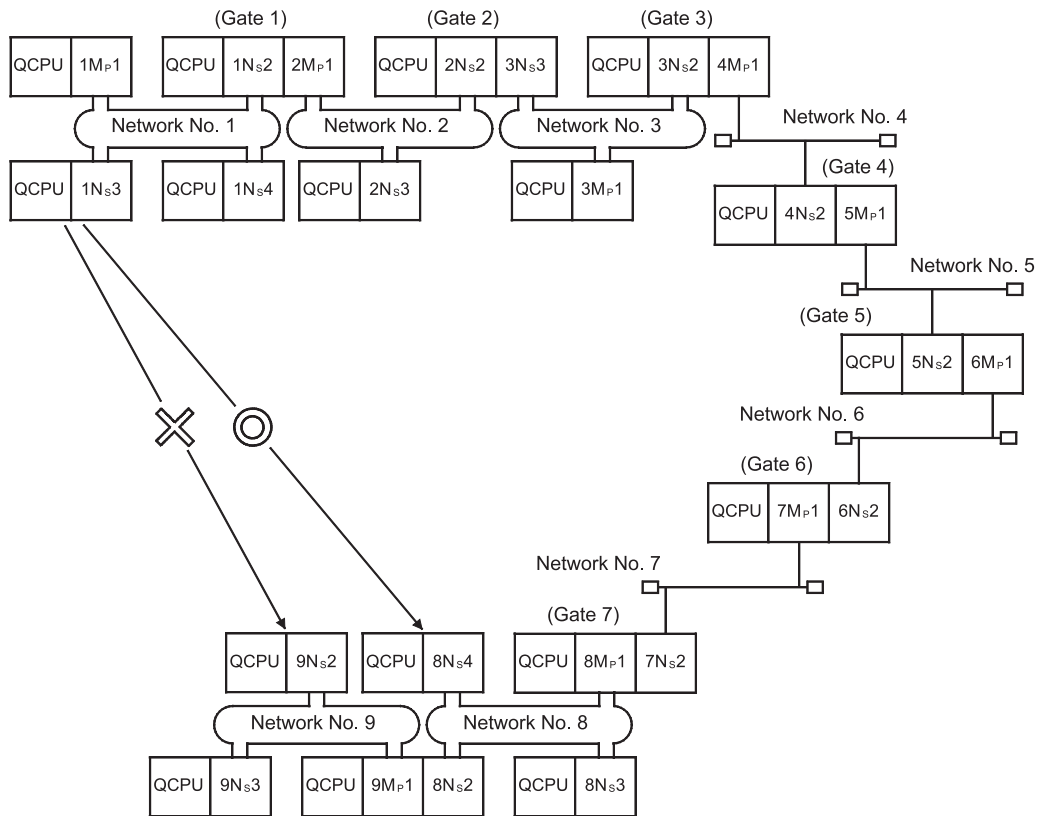 (Gate 1) (Gate 2) (Gate 3)
QCPU 1MP1 QCPU 1NS2 2MP1 QCPU 2NS2 3NS3 QCPU 3NS2 4MP1
Network No. 1 Network No. 2 Network No. 3 Network No. 4
(Gate 4)
QCPU 1NS3 QCPU 1NS4 QCPU 2NS3 QCPU 3MP1
QCPU 4NS2 5MP1
Network No. 5
(Gate 5)
QCPU 5NS2 6MP1
Network No. 6
(Gate 6)
QCPU 7MP1 6NS2
Network No. 7
(Gate 7)
QCPU 9NS2 QCPU 8NS4 QCPU 8MP1 7NS2
Network No. 9 Network No. 8
QCPU 9NS3 QCPU 9MP1 8NS2 QCPU 8NS3